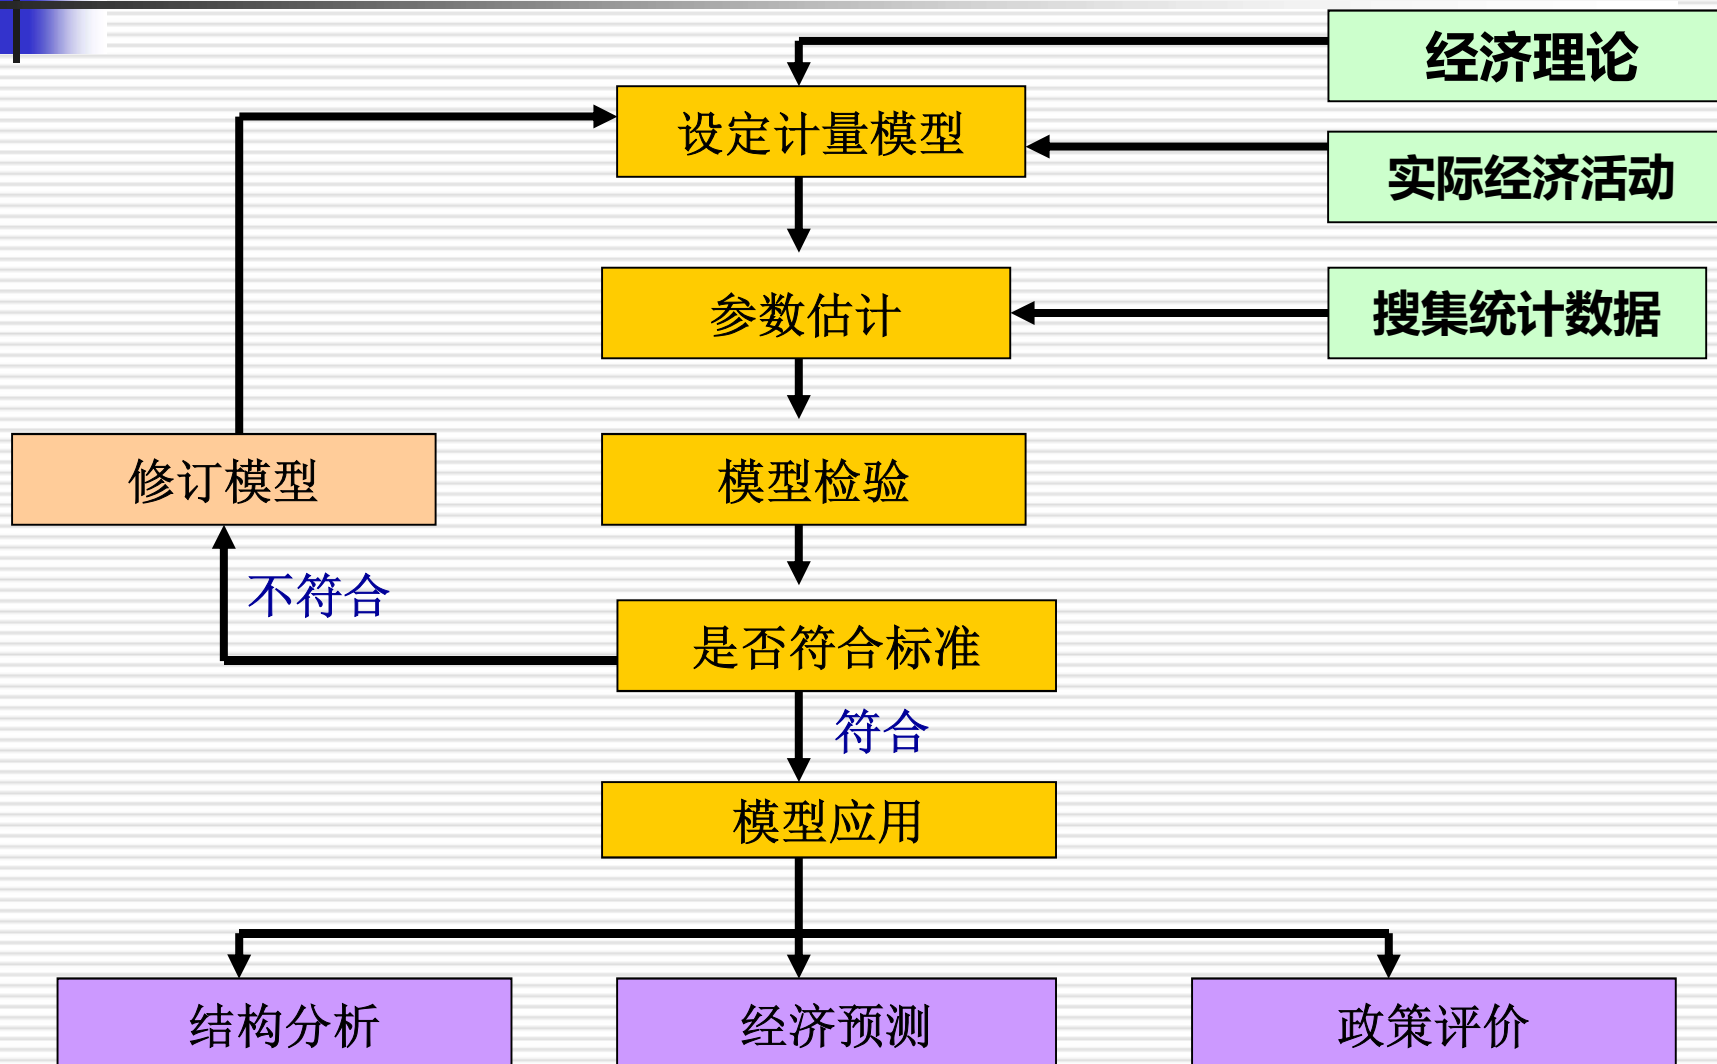 经济理论
设定计量模型
实际经济活动
参数估计
搜集统计数据
修订模型
模型检验
不符合
是否符合标准
符合
模型应用
结构分析
经济预测
政策评价